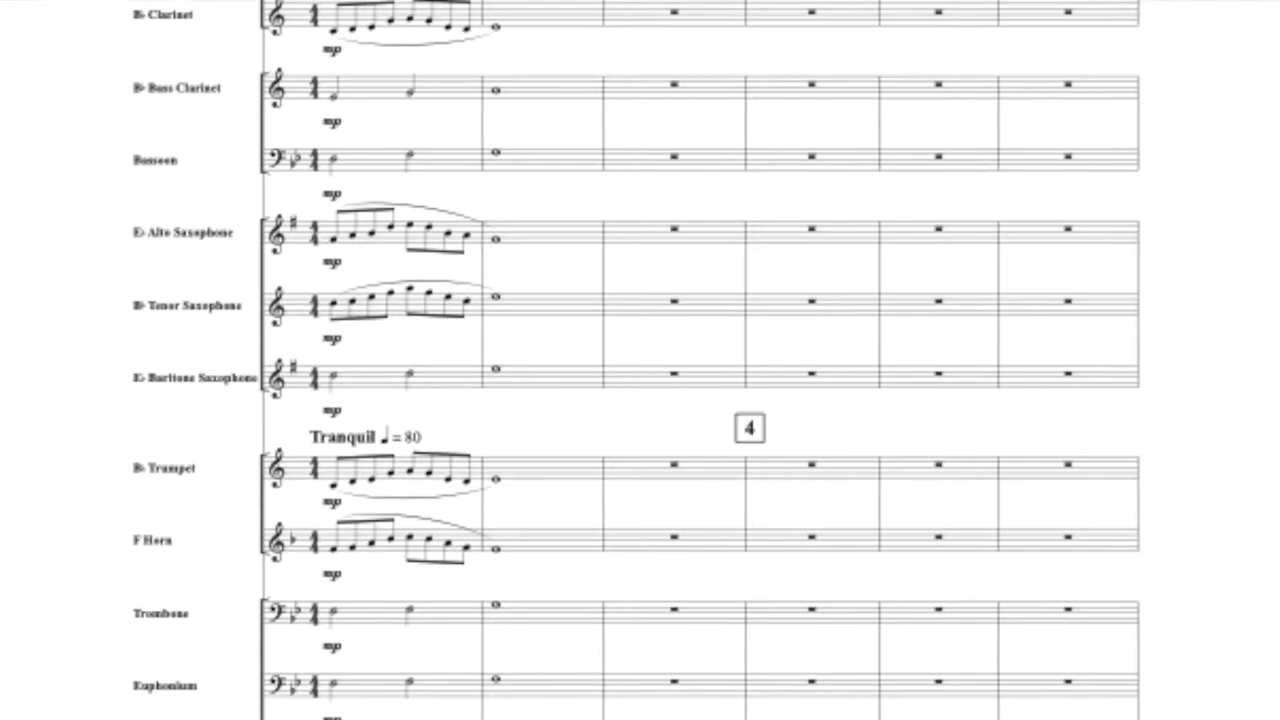 B♭ Clarinet
mp
B♭ Bass Clarinet
mp
Bassoon
mp
E♭ Alto Saxophone
mp
B♭ Tenor Saxophone
mp
E♭ Baritone Saxophone
mp
Tranquil ♩ = 80
4
B♭ Trumpet
mp
F Horn
mp
Trombone
mp
Euphonium